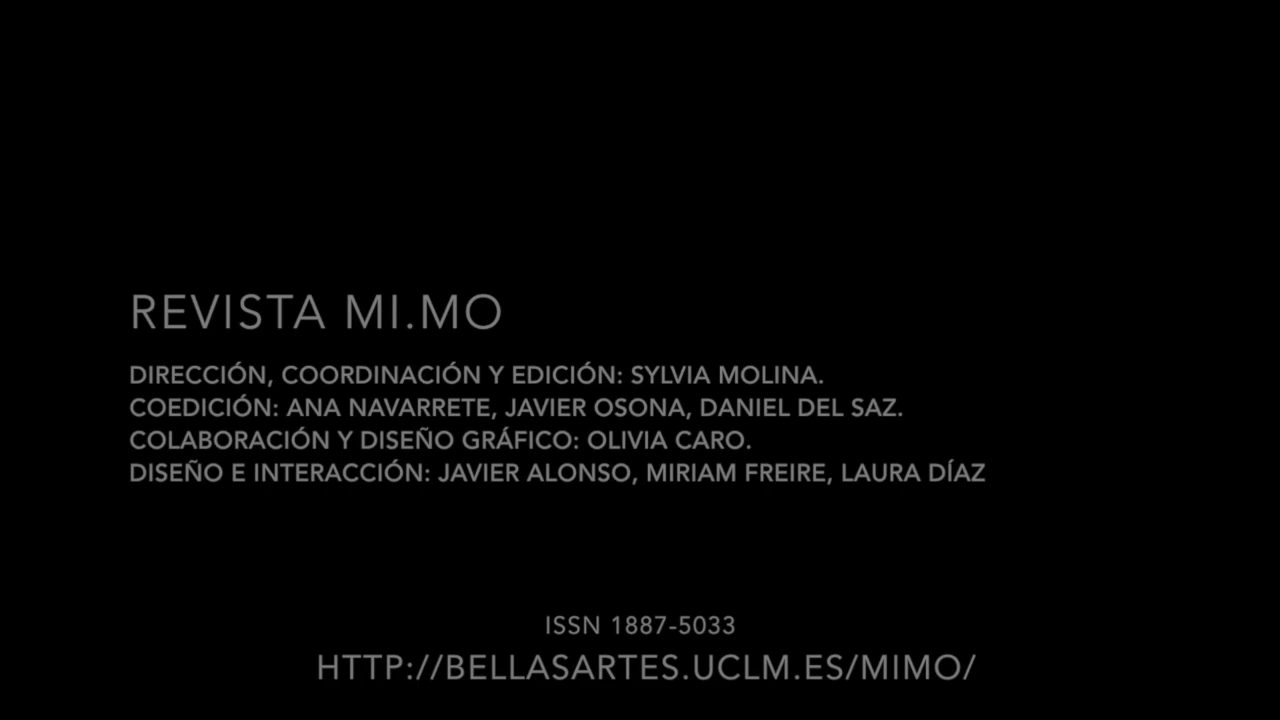 REVISTA MI.MO
DIRECCIÓN, COORDINACIÓN Y EDICIÓN: SYLVIA MOLINA.
COEDICIÓN: ANA NAVARRETE, JAVIER OSONA, DANIEL DEL SAZ.
COLABORACIÓN Y DISEÑO GRÁFICO: OLIVIA CARO.
DISEÑO E INTERACCIÓN: JAVIER ALONSO, MIRIAM FREIRE, LAURA DÍAZ
ISSN 1887-5033
HTTP://BELLASARTES.UCLM.ES/MIMO/